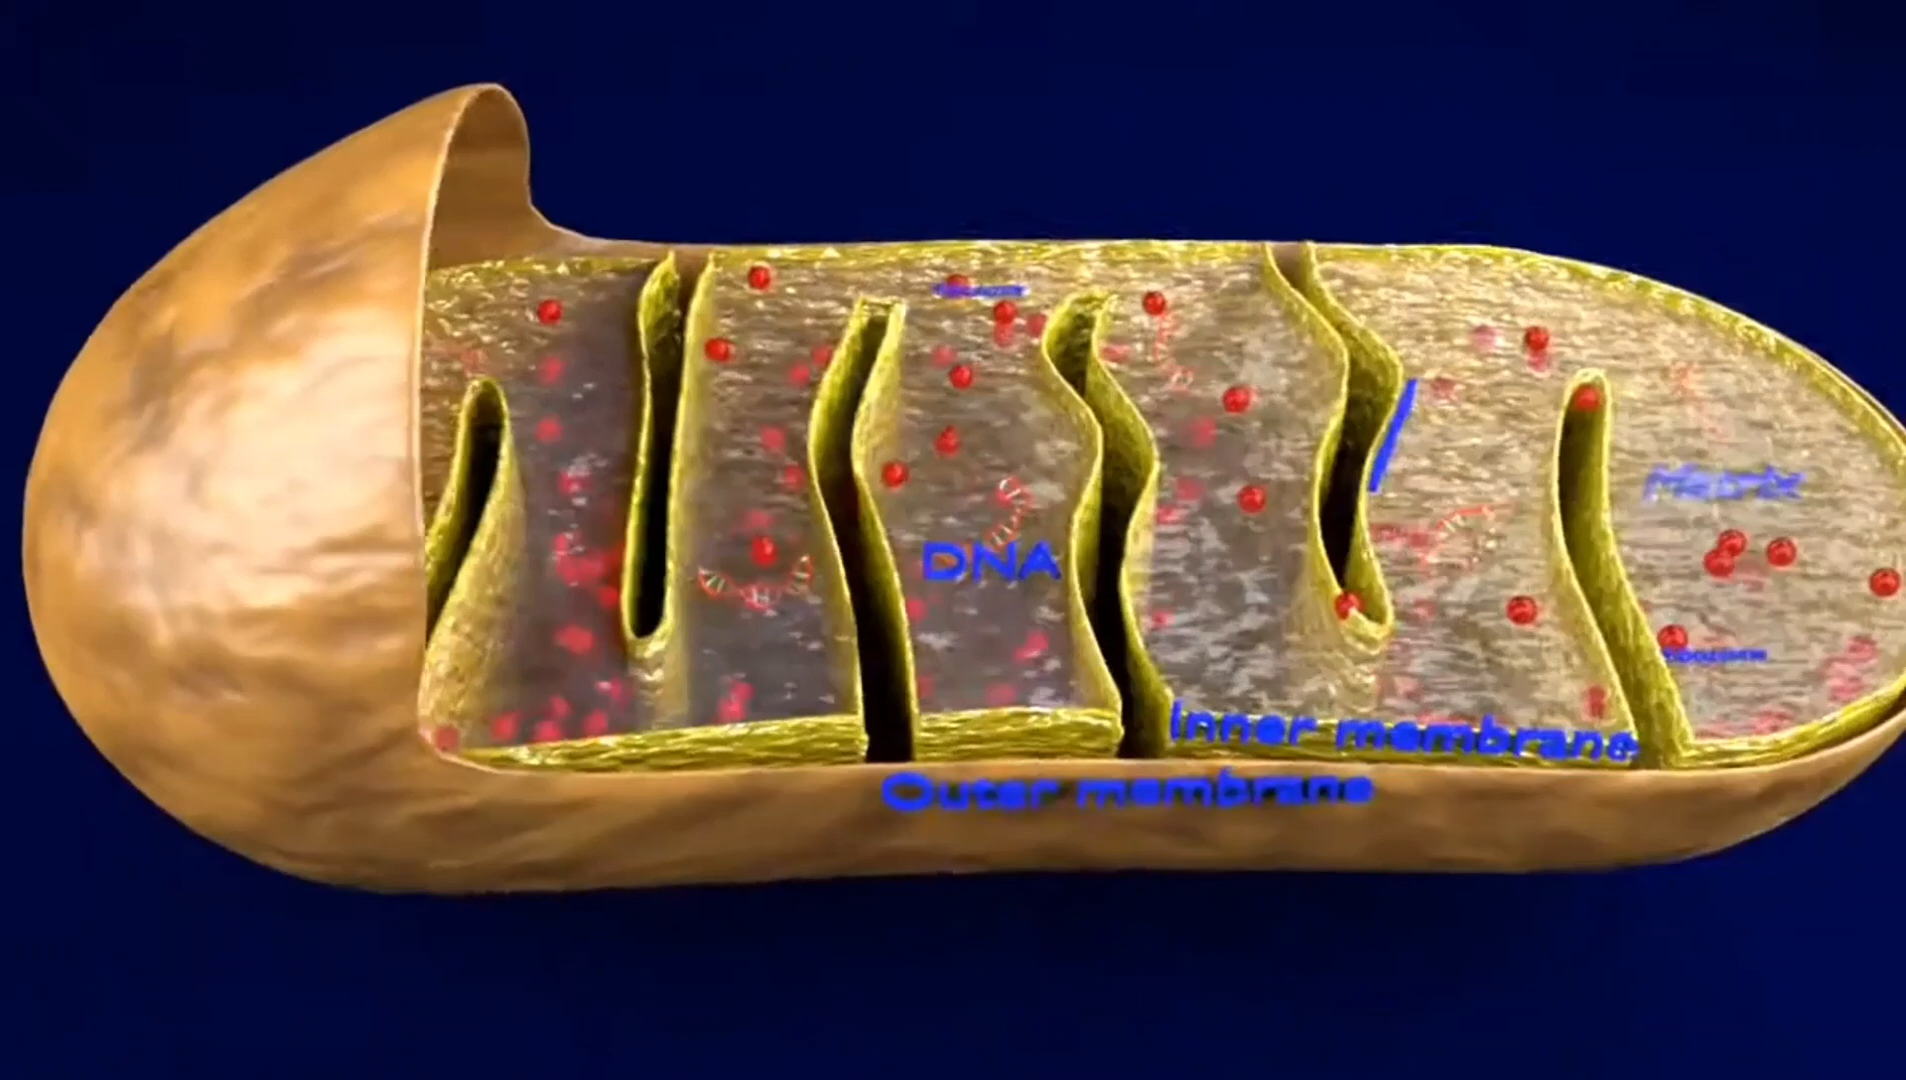 DNA
Matrix
Inner membrane
Outer membrane